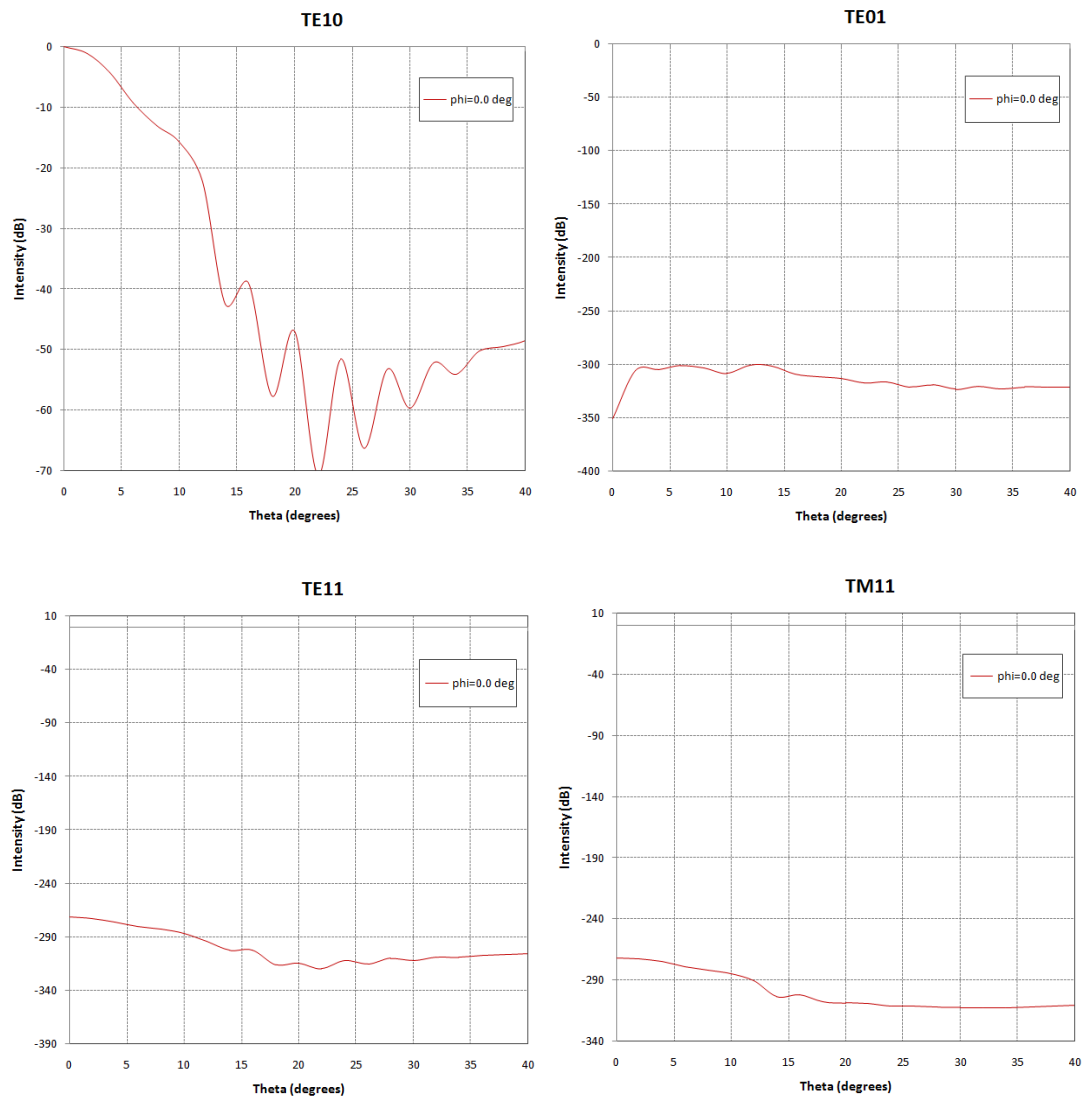 TE10
0
-10
-20
-30
-40
-50
-60
-70
Intensity (dB)
phi=0.0 deg
0 5 10 15 20 25 30 35 40
Theta (degrees)
TE01
0
-50
-100
-150
-200
-250
-300
-350
-400
Intensity (dB)
phi=0.0 deg
0 5 10 15 20 25 30 35 40
Theta (degrees)
TE11
10
-40
-90
-140
-190
-240
-290
-340
-390
Intensity (dB)
phi=0.0 deg
0 5 10 15 20 25 30 35 40
Theta (degrees)
TM11
10
-40
-90
-140
-190
-240
-290
-340
Intensity (dB)
phi=0.0 deg
0 5 10 15 20 25 30 35 40
Theta (degrees)